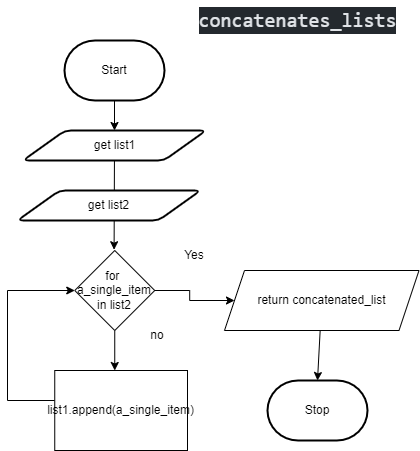 concatenates_lists
Start
get list1
get list2
Yes
for
a_single_item
in list2
return concatenated_list
no
list1.append(a_single_item)
Stop